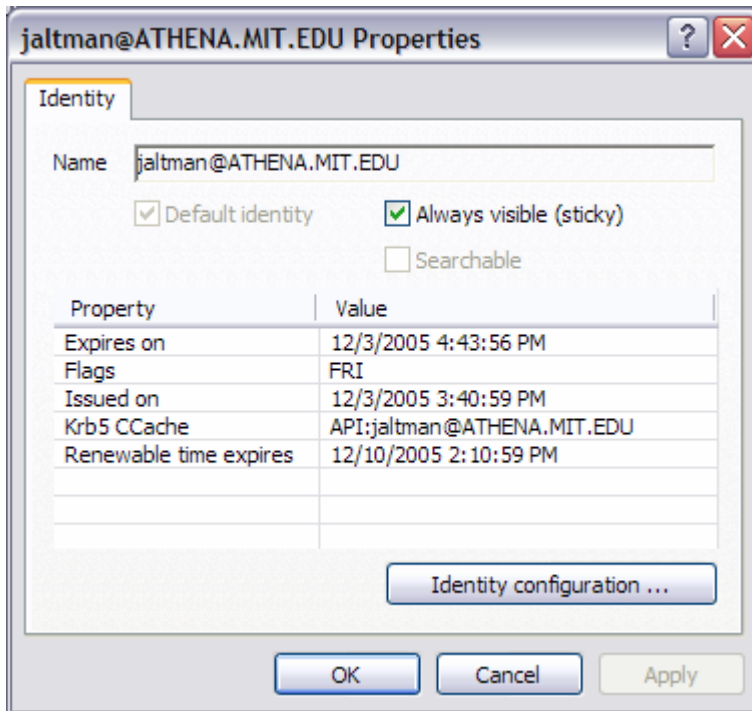 jaltman@ATHENA.MIT.EDU Properties
Identity
Name jaltman@ATHENA.MIT.EDU
Default identity Always visible (sticky)
Searchable
Property Value
Expires on 12/3/2005 4:43:56 PM
Flags FRI
Issued on 12/3/2005 3:40:59 PM
Krb5 CCache API:jaltman@ATHENA.MIT.EDU
Renewable time expires 12/10/2005 2:10:59 PM
Identity configuration ...
OK Cancel Apply